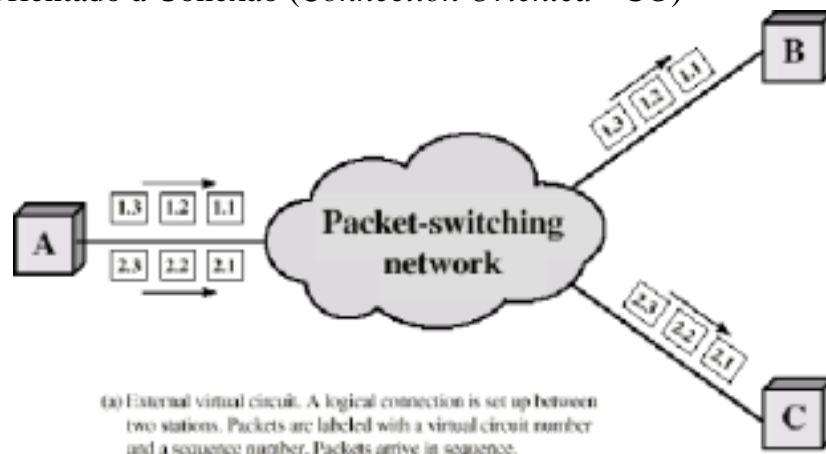 Orientado à Conexão (Connection Oriented - CO)
B
1.3 1.2 1.1
1.3 1.2 1.1
A
Packet-switching
network
2.3 2.2 2.1
2.3 2.2 2.1
C
(a) External virtual circuit. A logical connection is set up between
two stations. Packets are labeled with a virtual circuit number
and a sequence number. Packets arrive in sequence.